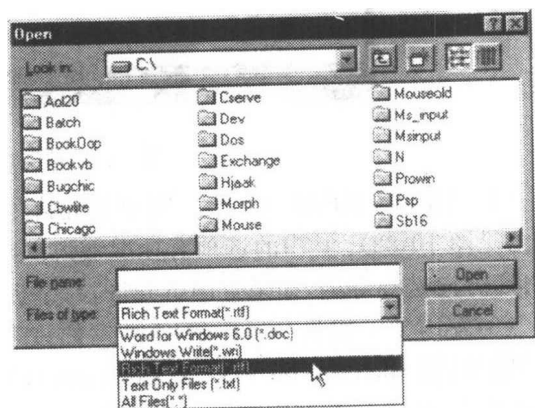 Open
Look in: C:\
Aol20 Cserve Mouseold
Batch Dev Ms_input
BookOop Dos Msinput
Bookvb Exchange N
Bugchic Hjaak Prowin
Cbwlite Morph Psp
Chicago Mouse Sb16
File name: Open
Files of type: Rich Text Format(*.rtf) Cancel
Word for Windows 6.0 (*.doc)
Windows Write(*.wri)
Rich Text Format(*.rtf)
Text Only Files (*.txt)
All Files(*.*)